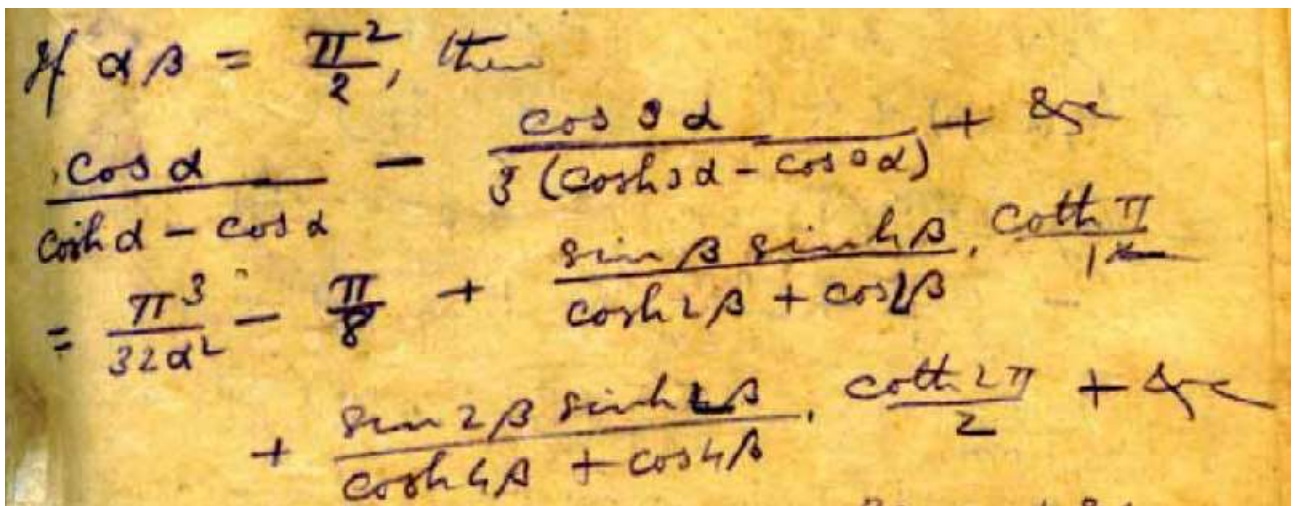 If αβ = π²/2, then
cos α / (cosh α − cos α) − cos 3α / 3 (cosh 3α − cos 3α) + &c
= π³/32α² − π/8 + sin β sinh β / (cosh 2β + cos 2β) · coth π / 1
+ sin 2β sinh 2β / (cosh 4β + cos 4β) · coth 2π / 2 + &c